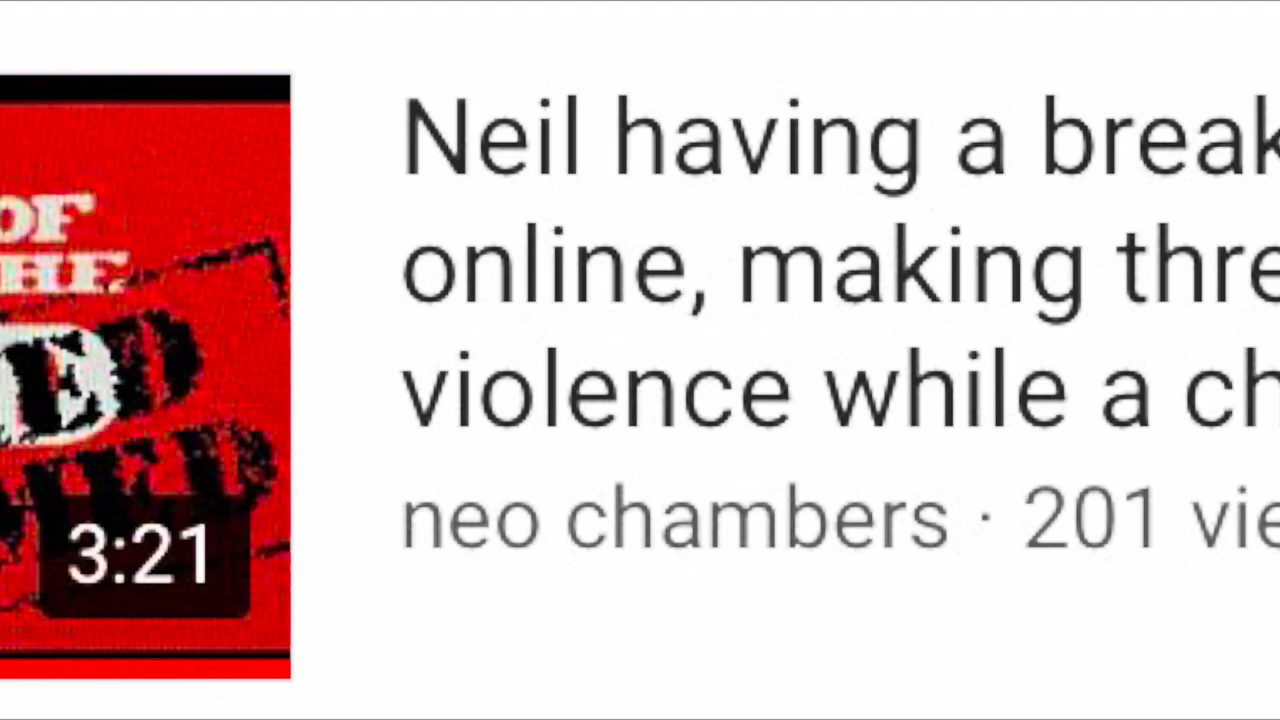 OF
THE
3:21
Neil having a break
online, making thre
violence while a ch
neo chambers · 201 vie